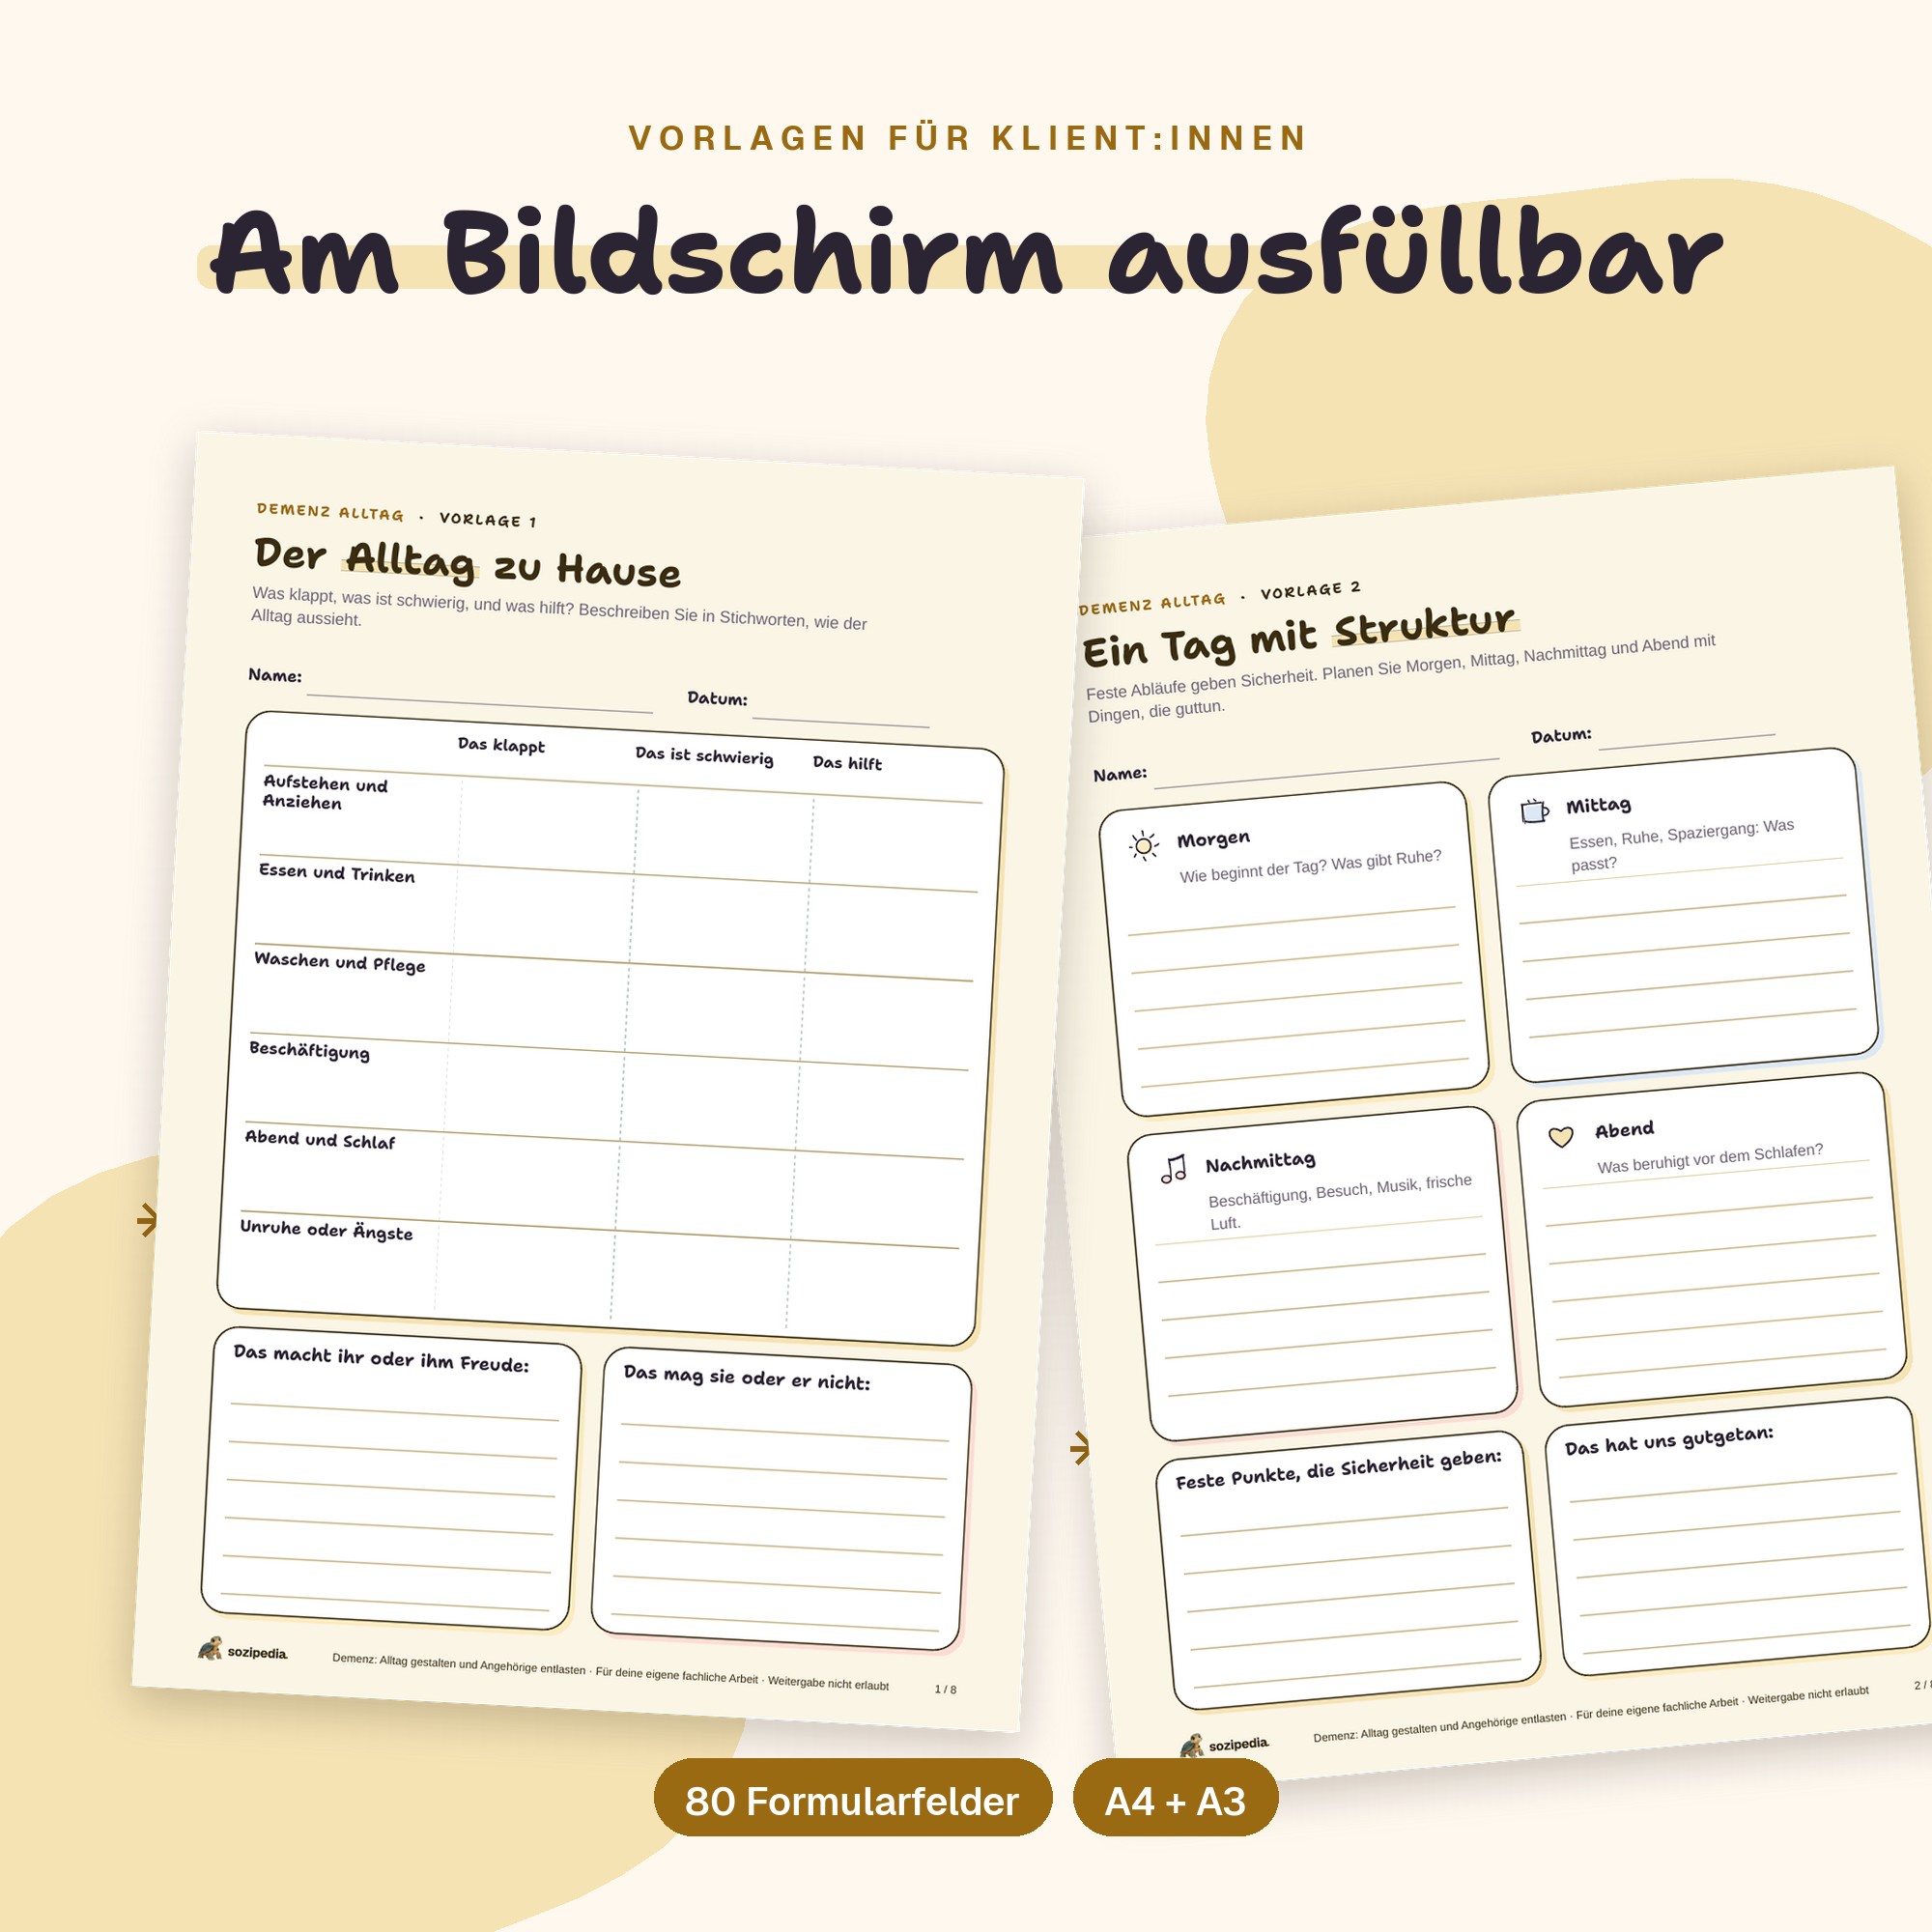 VORLAGEN FÜR KLIENT:INNEN
Am Bildschirm ausfüllbar
DEMENZ ALLTAG · VORLAGE 1
Der Alltag zu Hause
Was klappt, was ist schwierig, und was hilft? Beschreiben Sie in Stichworten, wie der
Alltag aussieht.
Name:
Datum:
Das klappt
Das ist schwierig
Das hilft
Aufstehen und
Anziehen
Essen und Trinken
Waschen und Pflege
Beschäftigung
Abend und Schlaf
Unruhe oder Ängste
Das macht ihr oder ihm Freude:
Das mag sie oder er nicht:
sozipedia.
Demenz: Alltag gestalten und Angehörige entlasten · Für deine eigene fachliche Arbeit · Weitergabe nicht erlaubt
1 / 8
DEMENZ ALLTAG · VORLAGE 2
Ein Tag mit Struktur
Feste Abläufe geben Sicherheit. Planen Sie Morgen, Mittag, Nachmittag und Abend mit
Dingen, die guttun.
Name:
Datum:
Morgen
Wie beginnt der Tag? Was gibt Ruhe?
Mittag
Essen, Ruhe, Spaziergang: Was
passt?
Nachmittag
Beschäftigung, Besuch, Musik, frische
Luft.
Abend
Was beruhigt vor dem Schlafen?
Feste Punkte, die Sicherheit geben:
Das hat uns gutgetan:
sozipedia.
Demenz: Alltag gestalten und Angehörige entlasten · Für deine eigene fachliche Arbeit · Weitergabe nicht erlaubt
2 / 8
80 Formularfelder
A4 + A3